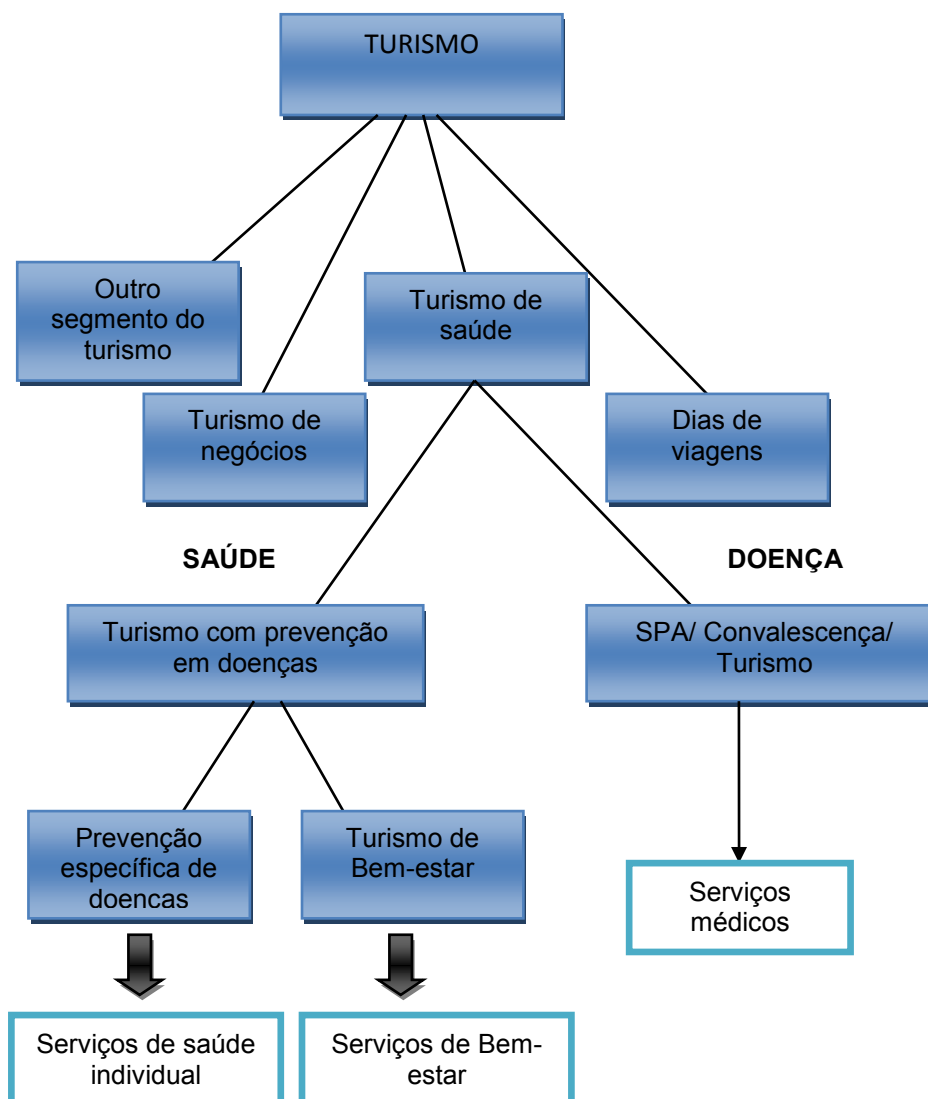 TURISMO
Outro
segmento do
turismo
Turismo de
saúde
Turismo de
negócios
Dias de
viagens
SAÚDE
DOENÇA
Turismo com prevenção
em doenças
SPA/ Convalescença/
Turismo
Prevenção
específica de
doencas
Turismo de
Bem-estar
Serviços
médicos
Serviços de saúde
individual
Serviços de Bem-
estar